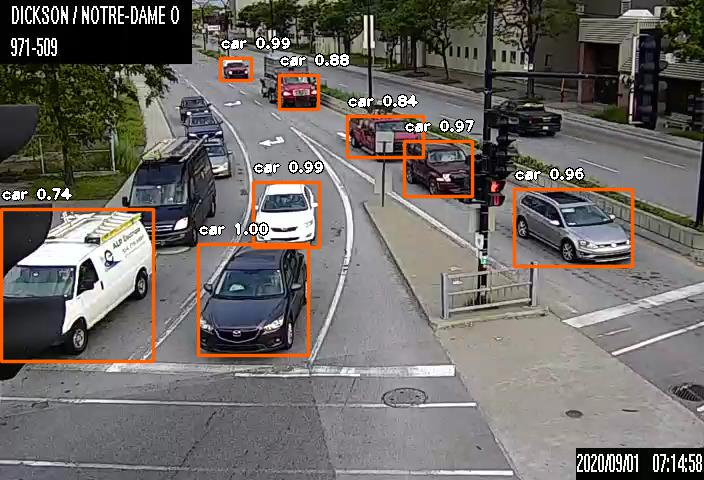 DICKSON / NOTRE-DAME O
971-509
car 0.99
car 0.88
car 0.84
car 0.97
car 0.99
car 0.96
car 0.74
car 1.00
ALP
2020/09/01 07:14:58